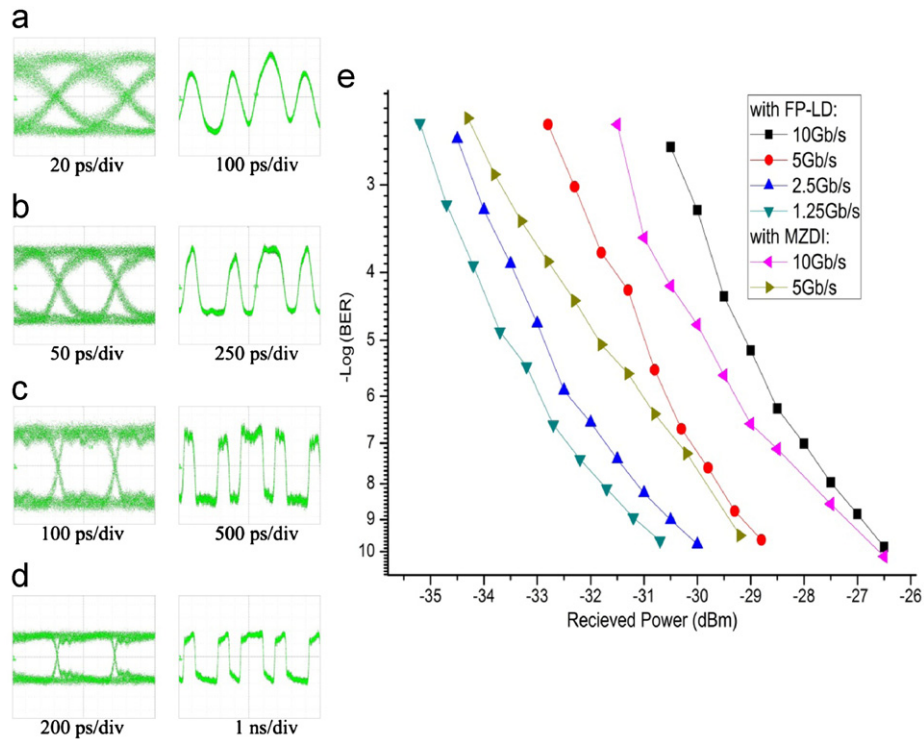 a
20 ps/div 100 ps/div
b
50 ps/div 250 ps/div
c
100 ps/div 500 ps/div
d
200 ps/div 1 ns/div
e
with FP-LD:
10Gb/s
5Gb/s
2.5Gb/s
1.25Gb/s
with MZDI:
10Gb/s
5Gb/s
-Log (BER)
3
4
5
6
7
8
9
10
-35 -34 -33 -32 -31 -30 -29 -28 -27 -26
Recieved Power (dBm)